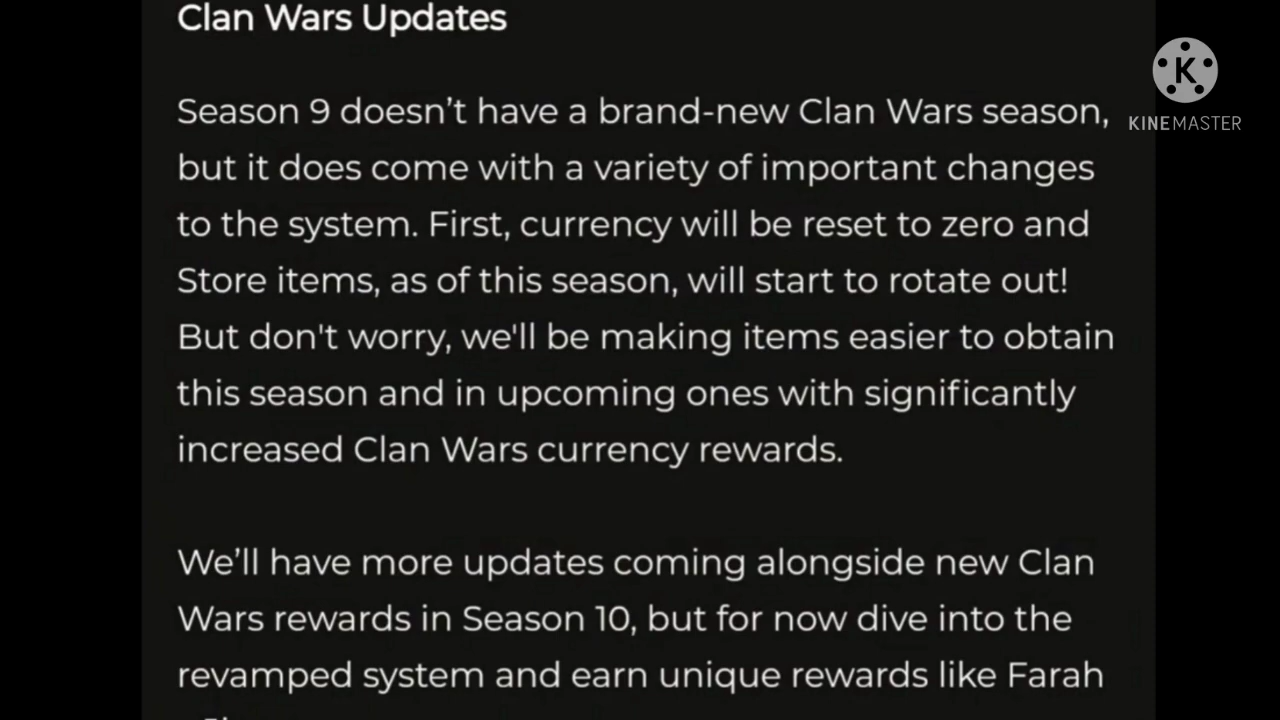 Clan Wars Updates
KINEMASTER
Season 9 doesn’t have a brand-new Clan Wars season,
but it does come with a variety of important changes
to the system. First, currency will be reset to zero and
Store items, as of this season, will start to rotate out!
But don't worry, we'll be making items easier to obtain
this season and in upcoming ones with significantly
increased Clan Wars currency rewards.
We’ll have more updates coming alongside new Clan
Wars rewards in Season 10, but for now dive into the
revamped system and earn unique rewards like Farah